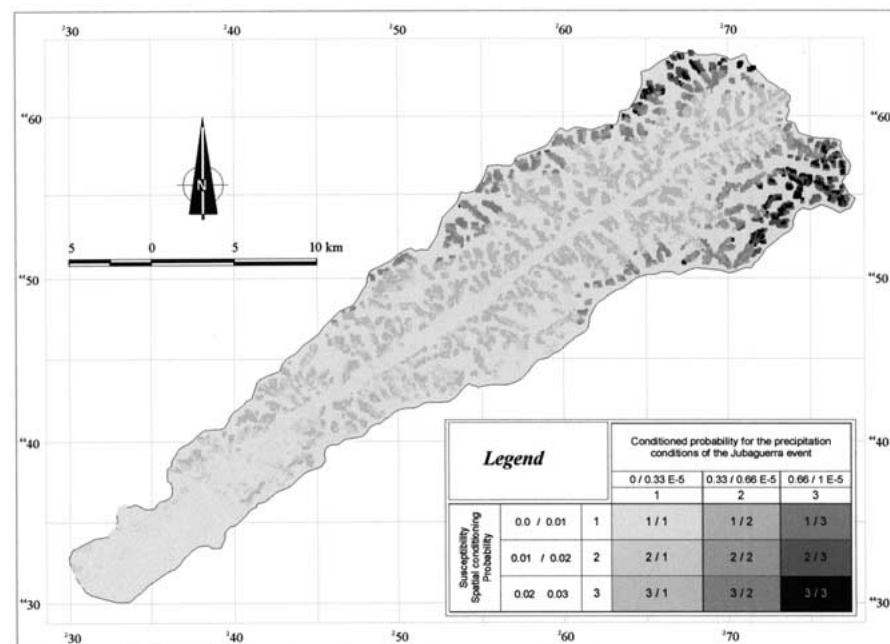 ²30 ²40 ²50 ²60 ²70
⁴⁴60 ⁴⁴60
N
5 0 5 10 km
⁴⁴50 ⁴⁴50
⁴⁴40 ⁴⁴40
Legend
Conditioned probability for the precipitation
conditions of the Jubaguerra event
0 / 0.33 E-5 0.33 / 0.66 E-5 0.66 / 1 E-5
1 2 3
Susceptibility
Spatial conditioning
Probability
0.0 / 0.01 1 1 / 1 1 / 2 1 / 3
0.01 / 0.02 2 2 / 1 2 / 2 2 / 3
0.02 0.03 3 3 / 1 3 / 2 3 / 3
⁴⁴30 ⁴⁴30
²30 ²40 ²50 ²60 ²70